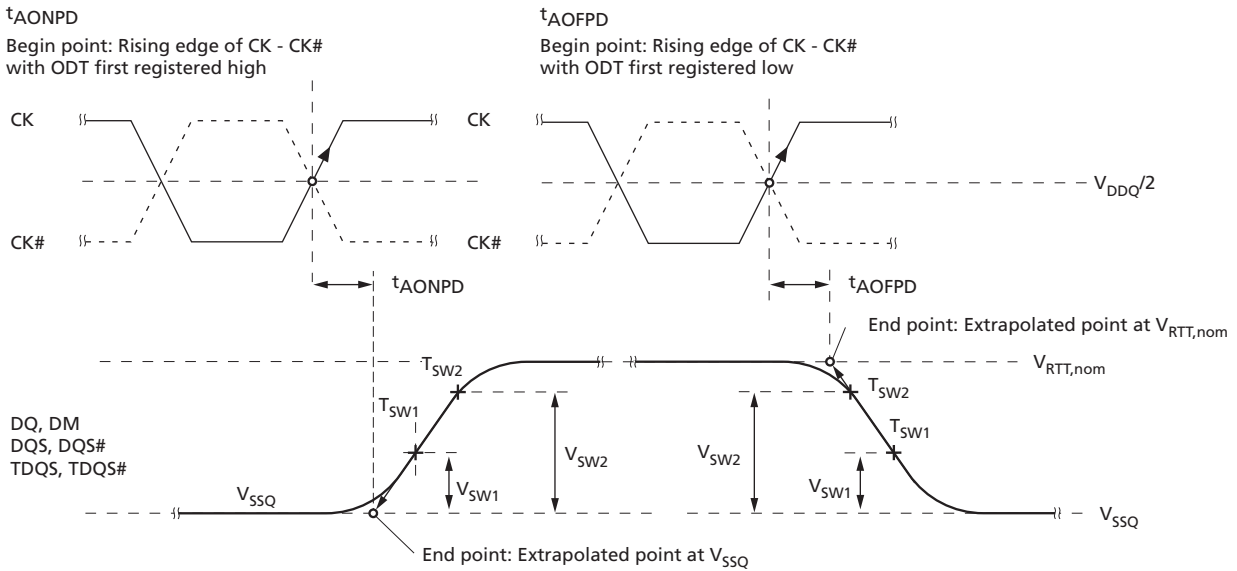 tAONPD
Begin point: Rising edge of CK - CK#
with ODT first registered high
tAOFPD
Begin point: Rising edge of CK - CK#
with ODT first registered low
CK
CK
VDDQ/2
CK#
CK#
tAONPD
tAOFPD
End point: Extrapolated point at VRTT,nom
VRTT,nom
TSW2
TSW2
TSW1
TSW1
DQ, DM
DQS, DQS#
TDQS, TDQS#
VSW2
VSW2
VSW1
VSW1
VSSQ
VSSQ
End point: Extrapolated point at VSSQ